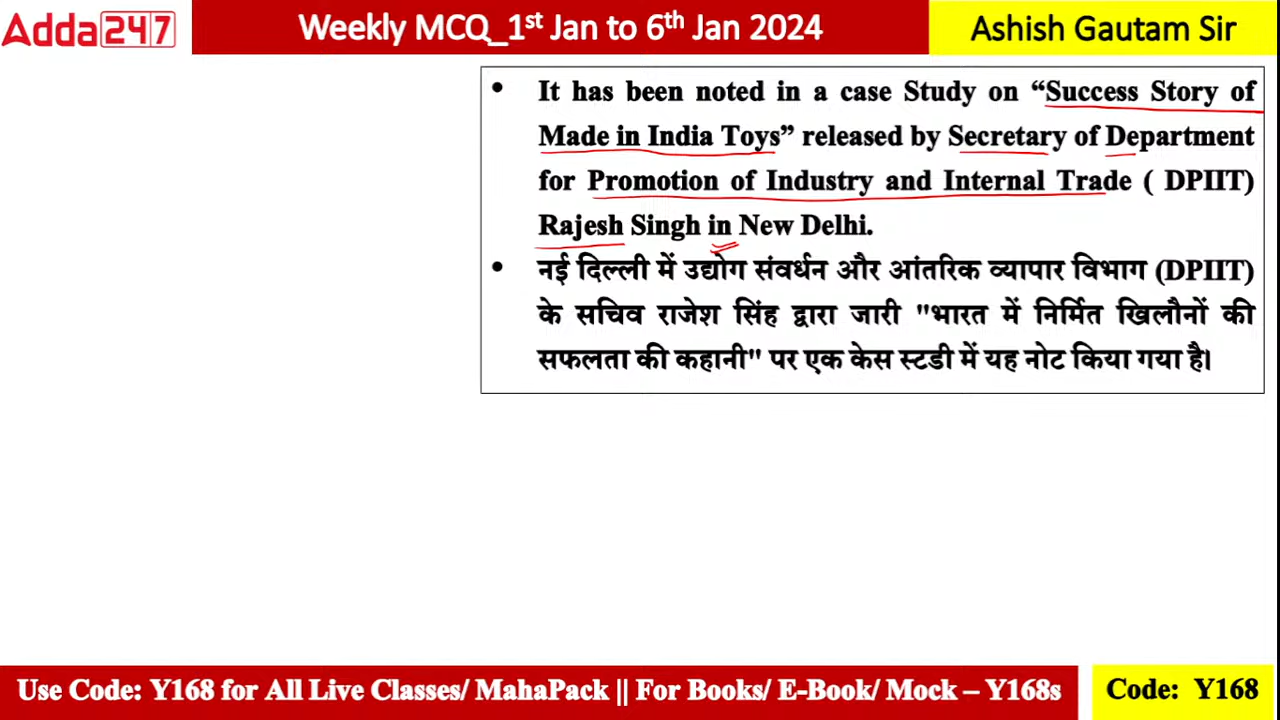 Adda247
Weekly MCQ_1st Jan to 6th Jan 2024
Ashish Gautam Sir
• It has been noted in a case Study on “Success Story of
Made in India Toys” released by Secretary of Department
for Promotion of Industry and Internal Trade ( DPIIT)
Rajesh Singh in New Delhi.
• नई दिल्ली में उद्योग संवर्धन और आंतरिक व्यापार विभाग (DPIIT)
के सचिव राजेश सिंह द्वारा जारी "भारत में निर्मित खिलौनों की
सफलता की कहानी" पर एक केस स्टडी में यह नोट किया गया है।
Use Code: Y168 for All Live Classes/ MahaPack || For Books/ E-Book/ Mock – Y168s
Code: Y168